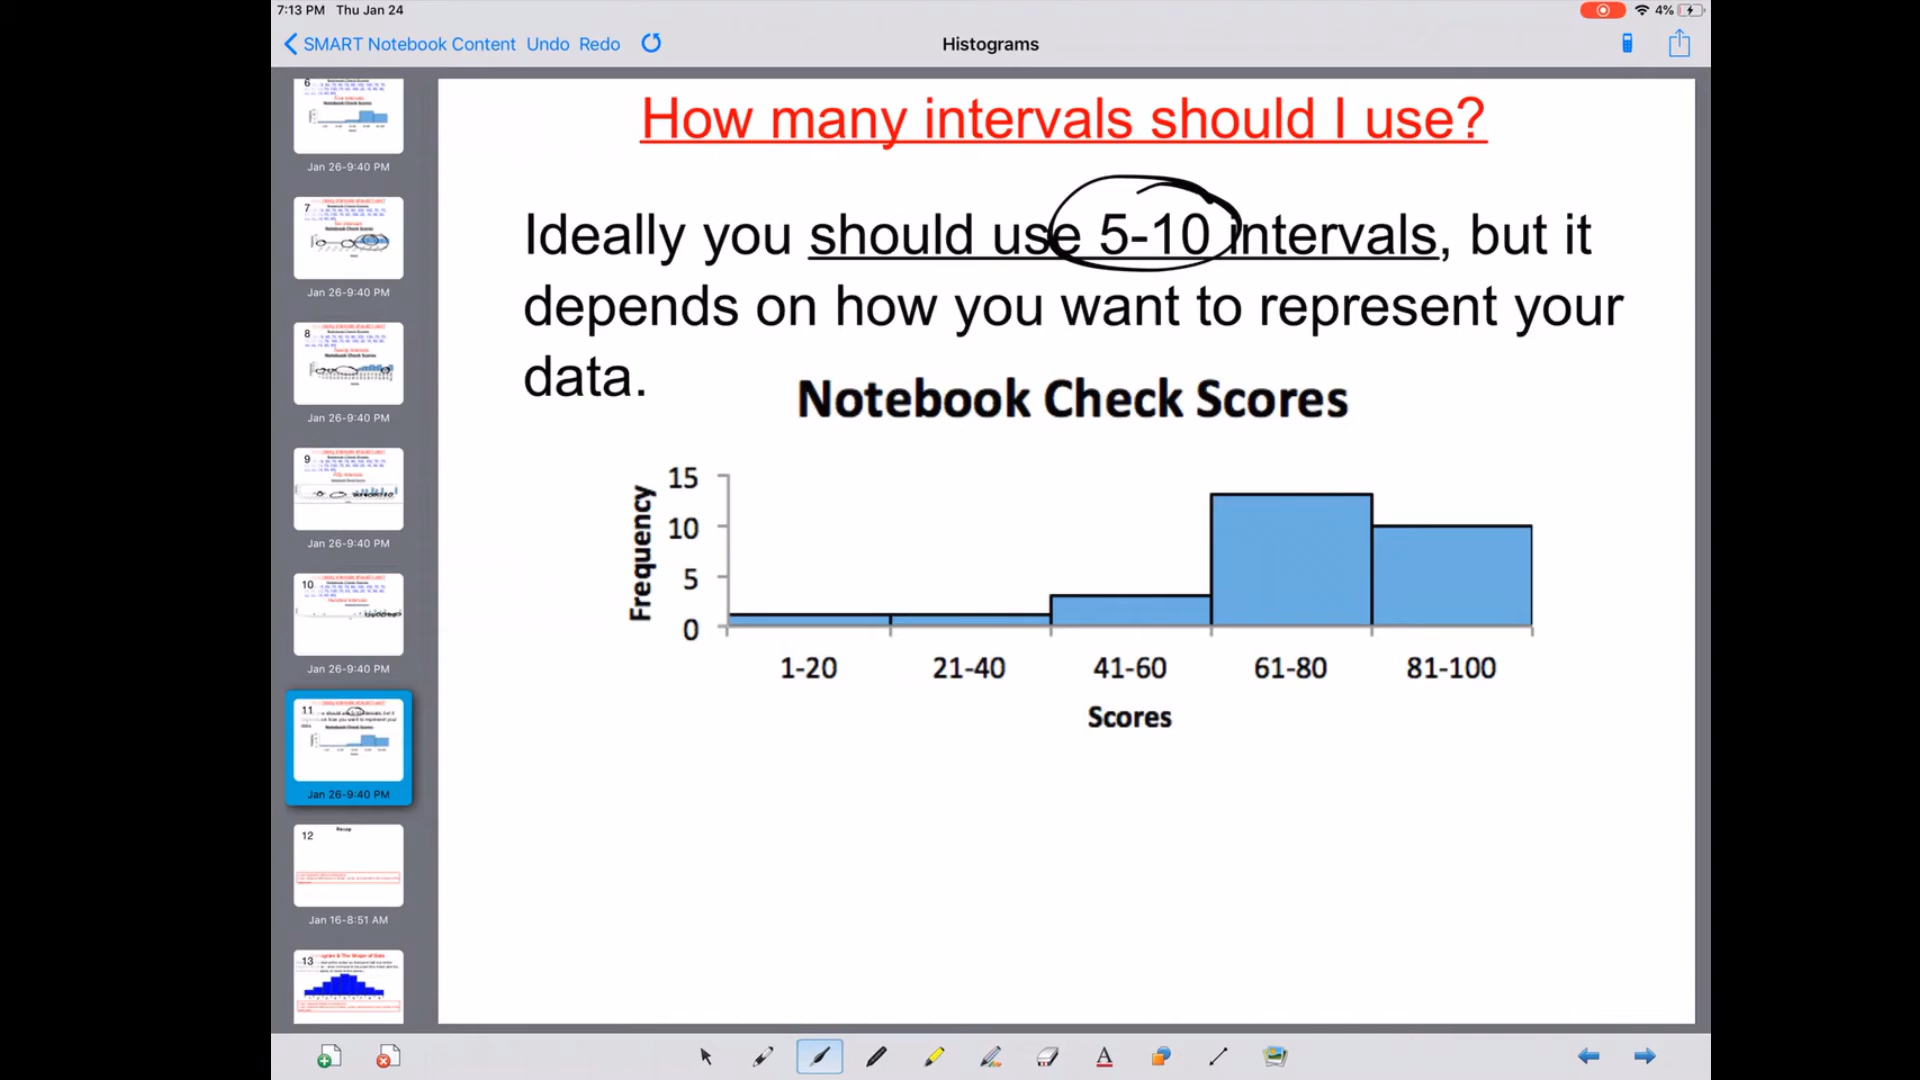 7:13 PM Thu Jan 24
4%
SMART Notebook Content Undo Redo
Histograms
6
Jan 26-9:40 PM
7
Jan 26-9:40 PM
8
Jan 26-9:40 PM
9
Jan 26-9:40 PM
10
Jan 26-9:40 PM
11
Jan 26-9:40 PM
12
Recap
Jan 16-8:51 AM
13
How many intervals should I use?
Ideally you should use 5-10 intervals, but it
depends on how you want to represent your
data.
Notebook Check Scores
Frequency
15
10
5
0
1-20 21-40 41-60 61-80 81-100
Scores